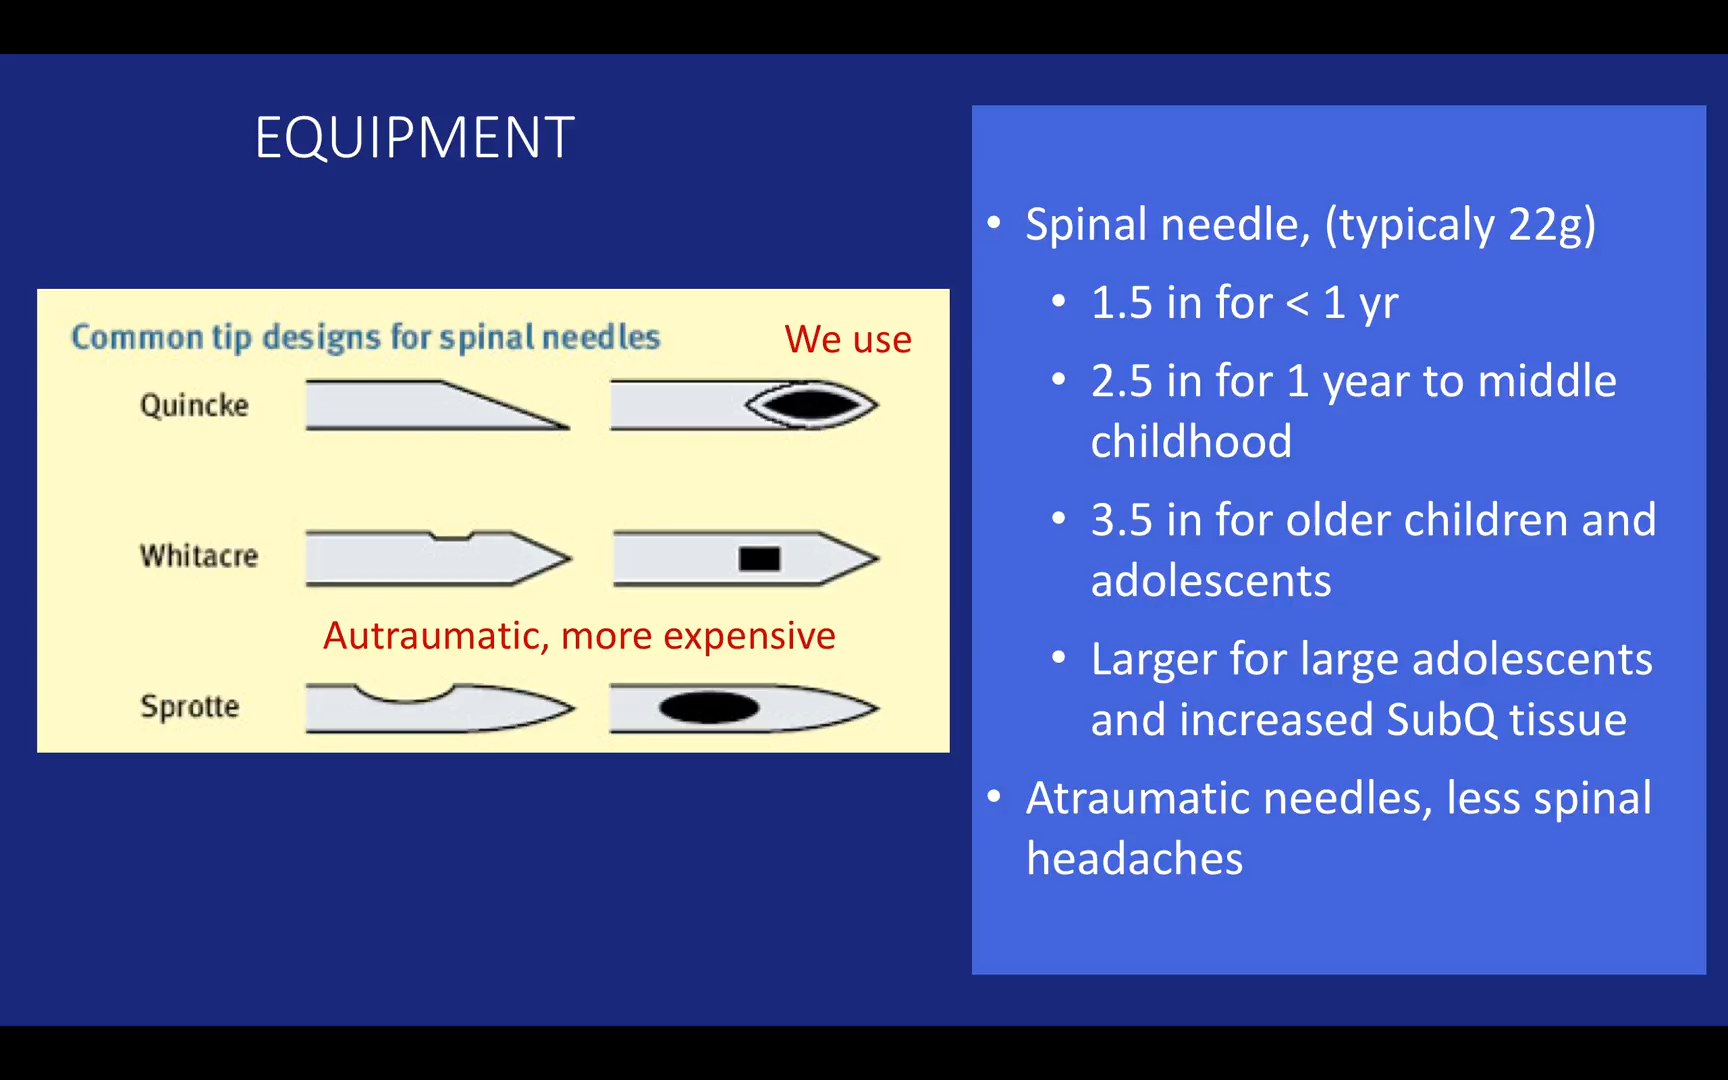 EQUIPMENT
Common tip designs for spinal needles
We use
Quincke
Whitacre
Autraumatic, more expensive
Sprotte
• Spinal needle, (typicaly 22g)
• 1.5 in for < 1 yr
• 2.5 in for 1 year to middle
childhood
• 3.5 in for older children and
adolescents
• Larger for large adolescents
and increased SubQ tissue
• Atraumatic needles, less spinal
headaches